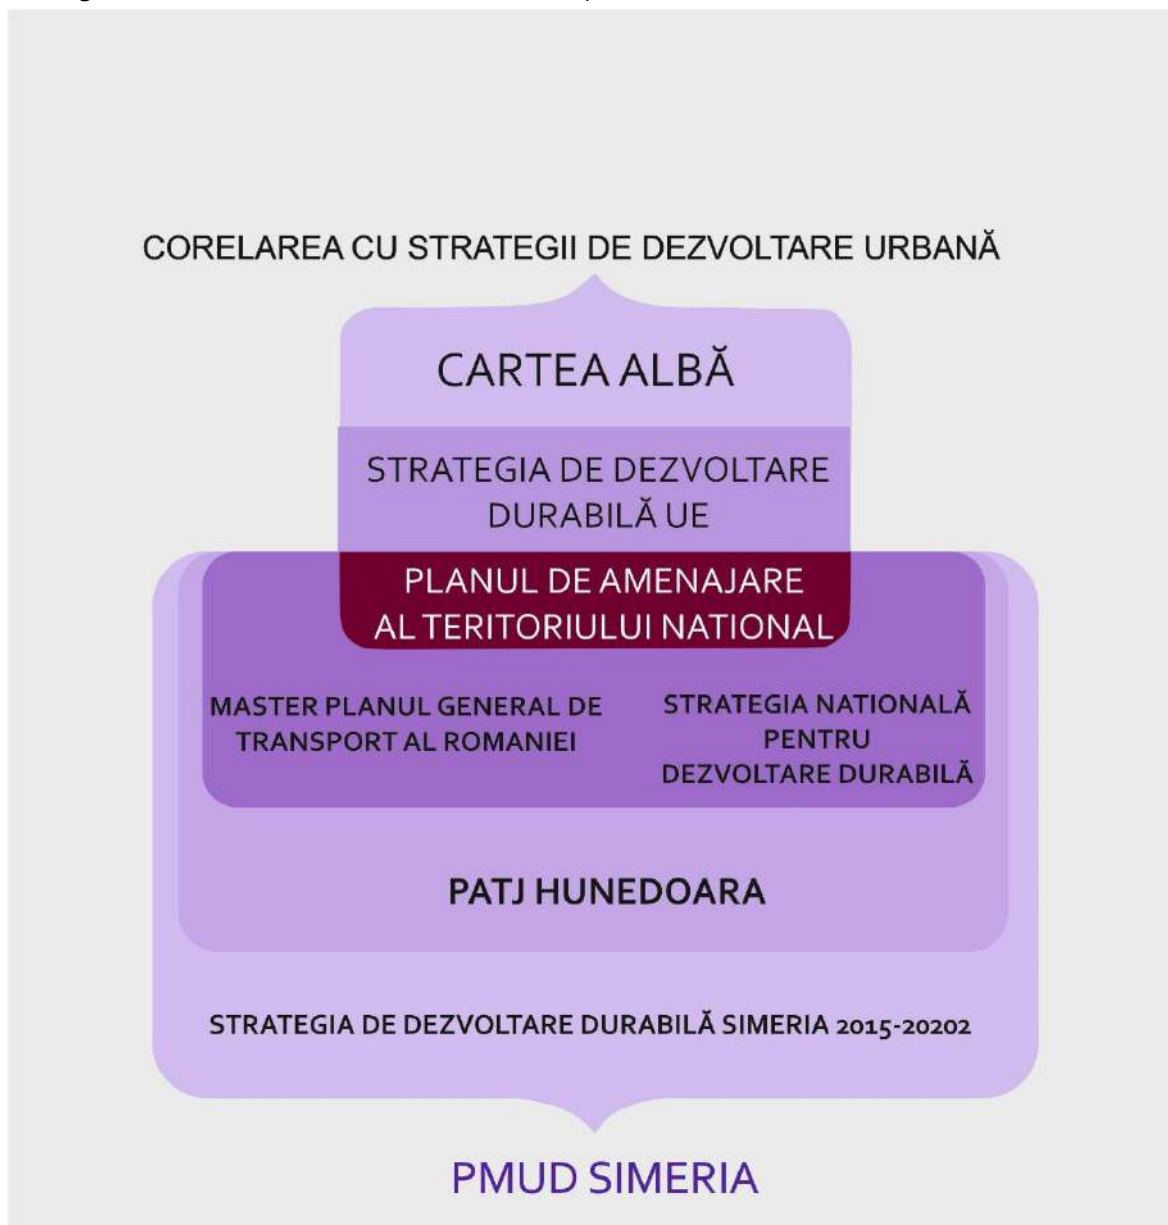 CORELAREA CU STRATEGII DE DEZVOLTARE URBANĂ
CARTEA ALBĂ
STRATEGIA DE DEZVOLTARE
DURABILĂ UE
PLANUL DE AMENAJARE
AL TERITORIULUI NATIONAL
MASTER PLANUL GENERAL DE
TRANSPORT AL ROMANIEI
STRATEGIA NATIONALĂ
PENTRU
DEZVOLTARE DURABILĂ
PATJ HUNEDOARA
STRATEGIA DE DEZVOLTARE DURABILĂ SIMERIA 2015-20202
PMUD SIMERIA